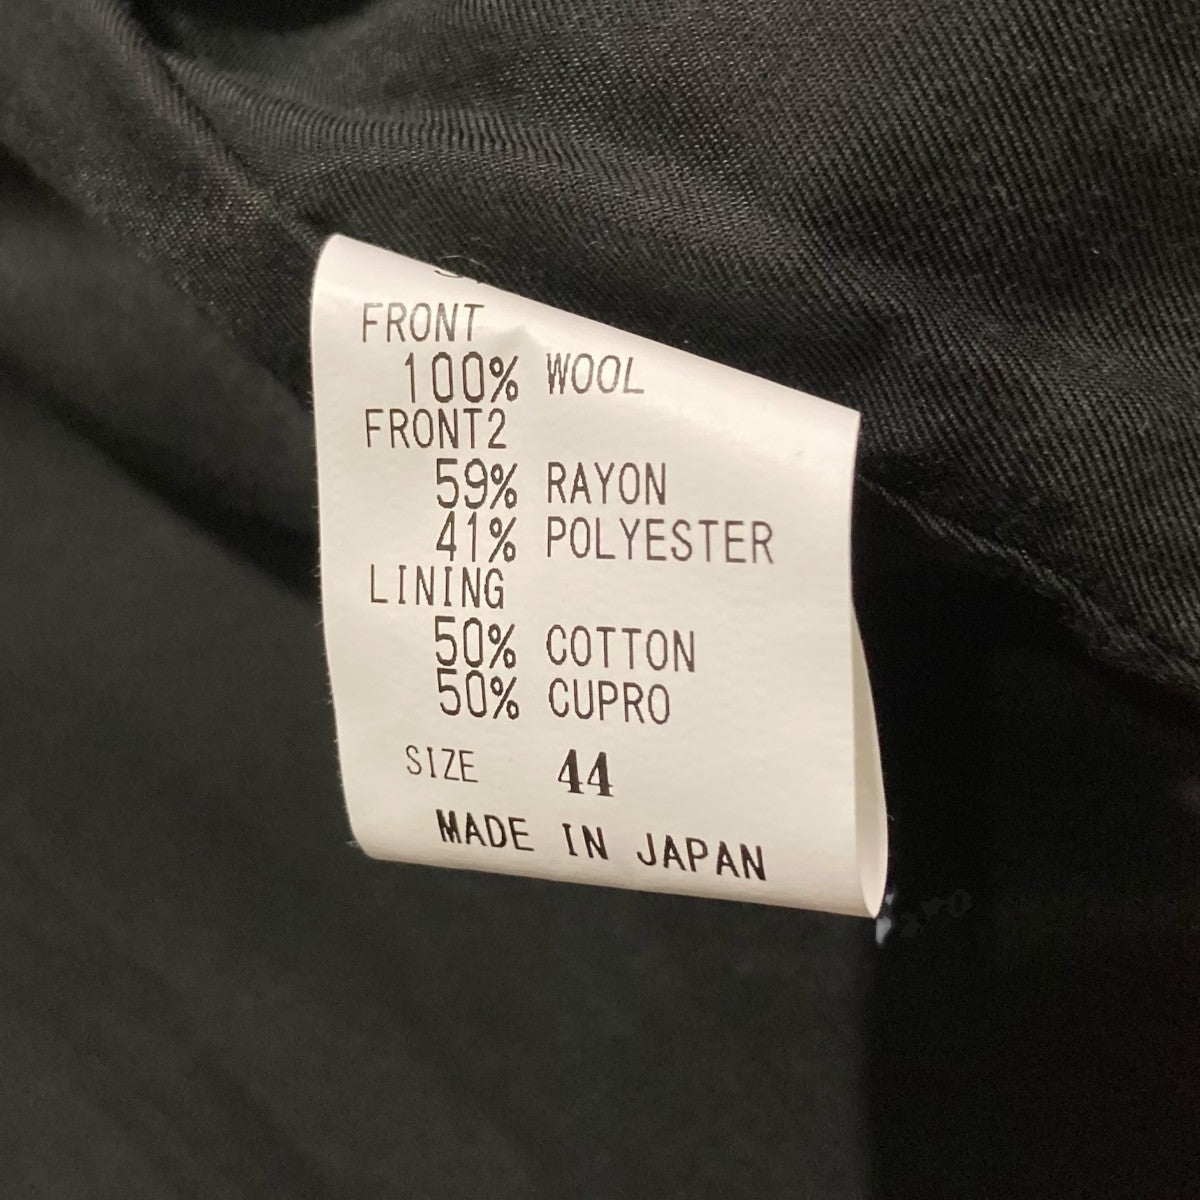 FRONT
100% WOOL
FRONT2
59% RAYON
41% POLYESTER
LINING
50% COTTON
50% CUPRO
SIZE 44
MADE IN JAPAN